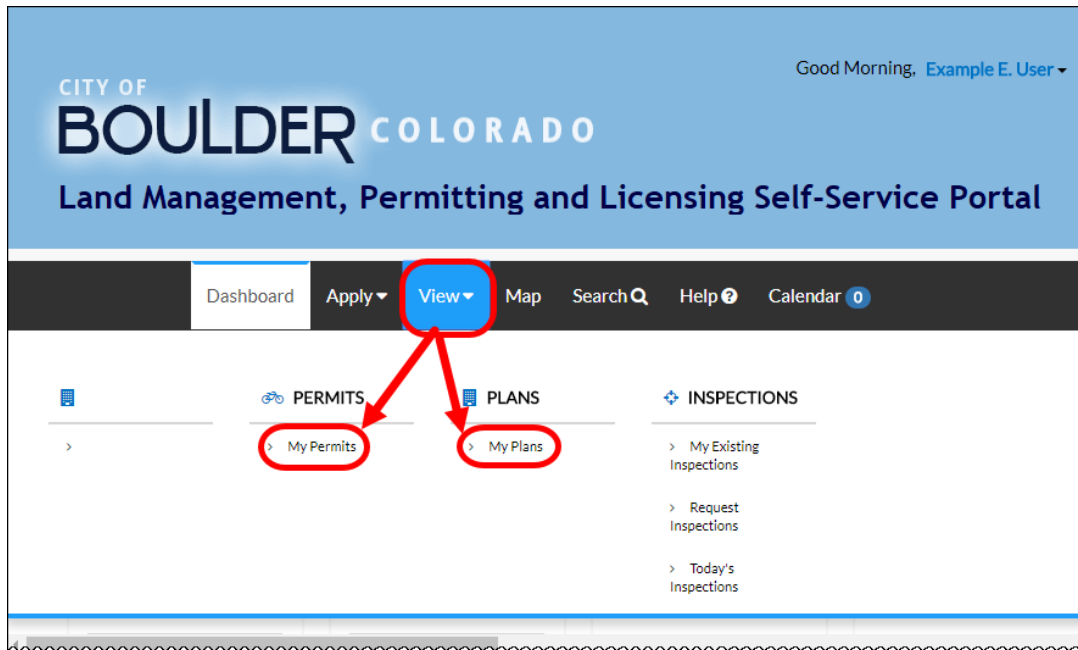 Good Morning, Example E. User
CITY OF
BOULDER COLORADO
Land Management, Permitting and Licensing Self-Service Portal
Dashboard Apply View Map Search Help Calendar 0
PERMITS PLANS INSPECTIONS
> > My Permits > My Plans > My Existing
Inspections
> Request
Inspections
> Today's
Inspections